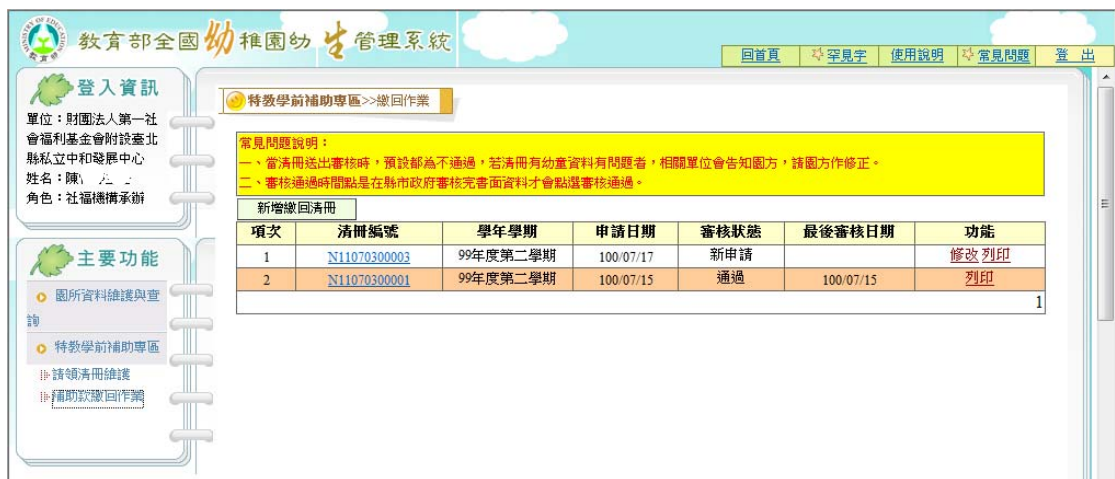 教育部全國幼稚園幼生管理系統
回首頁 罕見字 使用說明 常見問題 登 出
登入資訊
單位：財團法人第一社
會福利基金會附設臺北
縣私立中和發展中心
姓名：陳
角色：社福機構承辦
主要功能
園所資料維護與查
詢
特教學前補助專區
請領清冊維護
補助款繳回作業
特教學前補助專區>>繳回作業
常見問題說明：
一、當清冊送出審核時，預設都為不通過，若清冊有幼童資料有問題者，相關單位會告知園方，請園方作修正。
二、審核通過時間點是在縣市政府審核完書面資料才會點選審核通過。
新增繳回清冊
項次 清冊編號 學年學期 申請日期 審核狀態 最後審核日期 功能
1 N11070300003 99年度第二學期 100/07/17 新申請 修改 列印
2 N11070300001 99年度第二學期 100/07/15 通過 100/07/15 列印
1